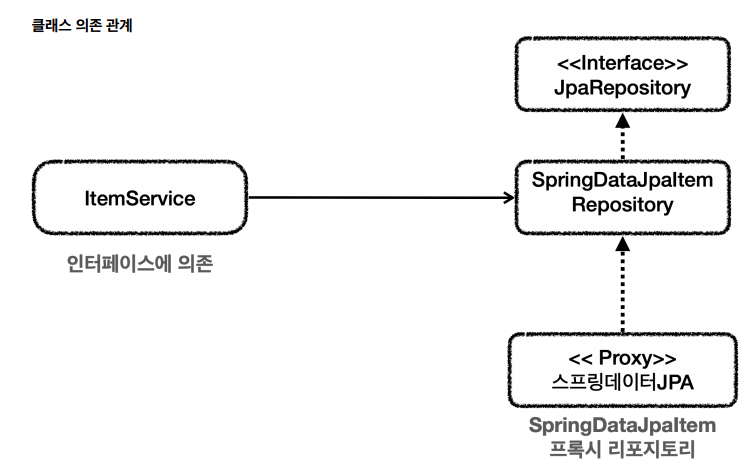 클래스 의존 관계
<<Interface>>
JpaRepository
ItemService
인터페이스에 의존
SpringDataJpaItem
Repository
<< Proxy>>
스프링데이터JPA
SpringDataJpaItem
프록시 리포지토리